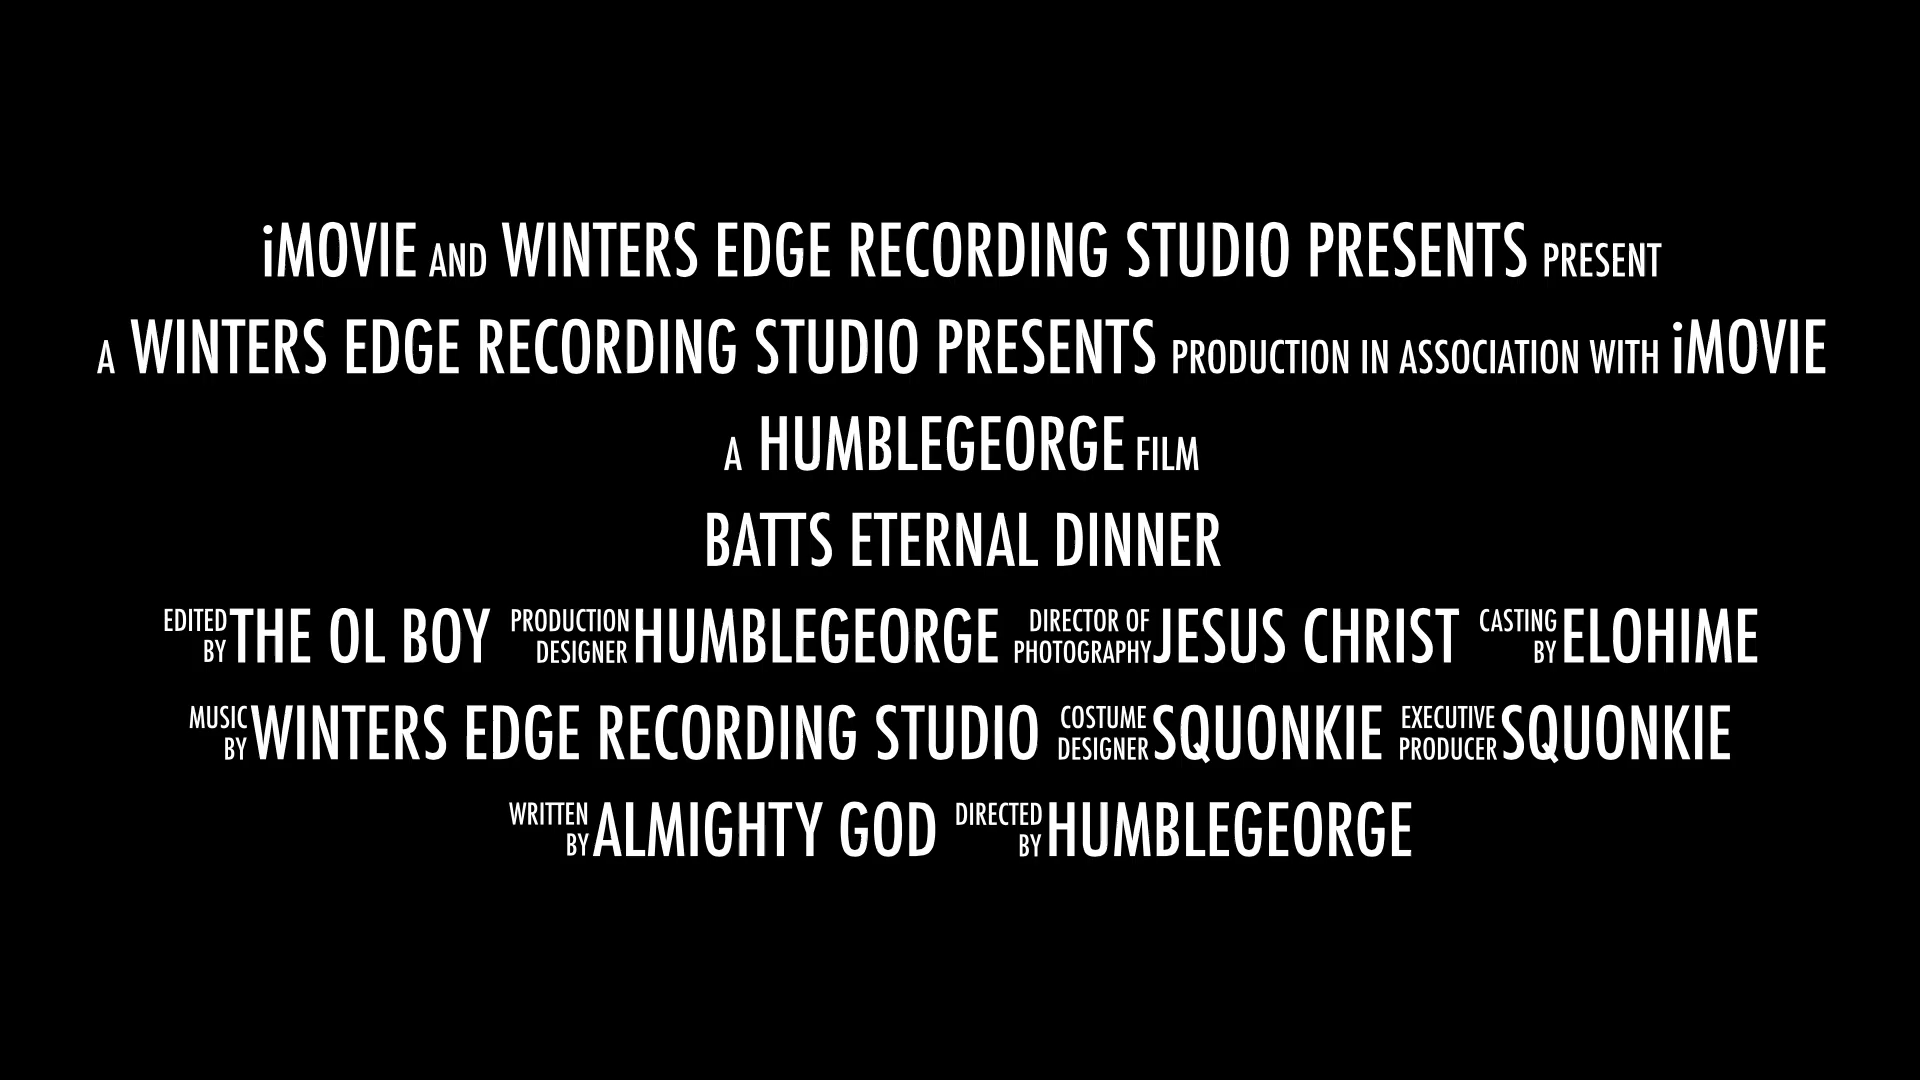 iMOVIE AND WINTERS EDGE RECORDING STUDIO PRESENTS PRESENT
A WINTERS EDGE RECORDING STUDIO PRESENTS PRODUCTION IN ASSOCIATION WITH iMOVIE
A HUMBLEGEORGE FILM
BATTS ETERNAL DINNER
EDITED BY THE OL BOY PRODUCTION DESIGNER HUMBLEGEORGE DIRECTOR OF PHOTOGRAPHY JESUS CHRIST CASTING BY ELOHIME
MUSIC BY WINTERS EDGE RECORDING STUDIO COSTUME DESIGNER SQUONKIE EXECUTIVE PRODUCER SQUONKIE
WRITTEN BY ALMIGHTY GOD DIRECTED BY HUMBLEGEORGE